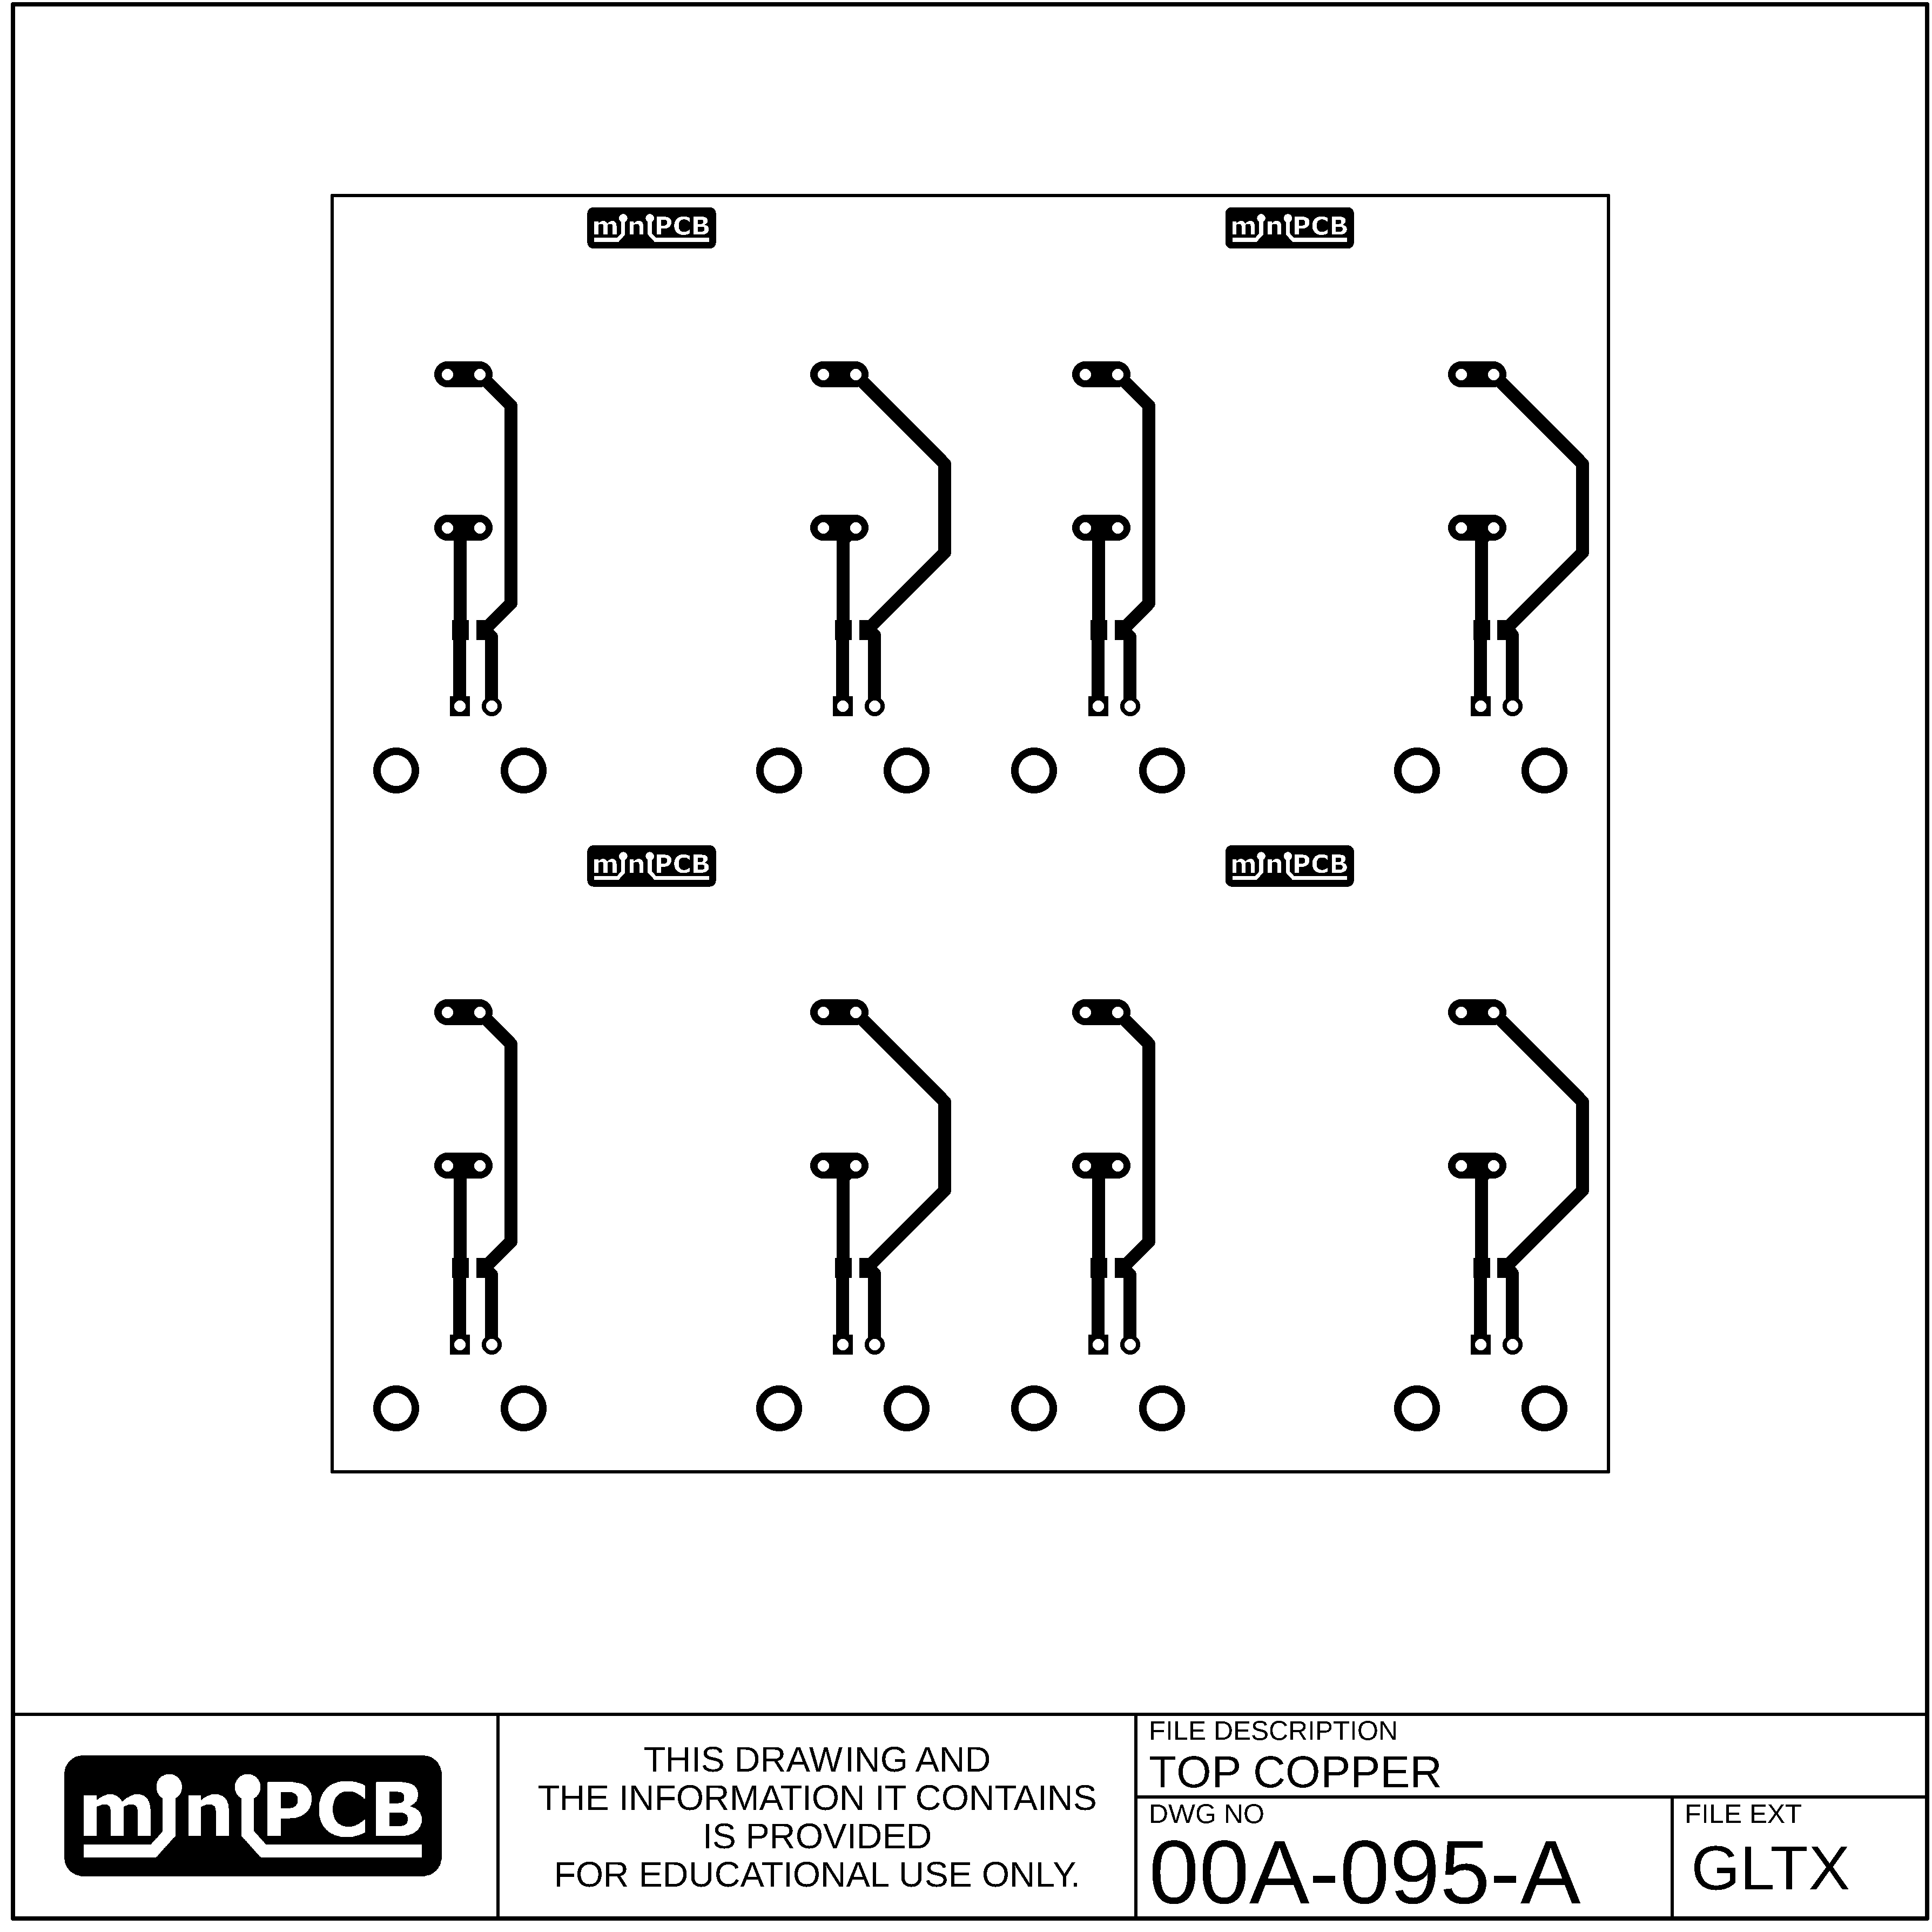 miniPCB
miniPCB
miniPCB
miniPCB
miniPCB
THIS DRAWING AND
THE INFORMATION IT CONTAINS
IS PROVIDED
FOR EDUCATIONAL USE ONLY.
FILE DESCRIPTION
TOP COPPER
DWG NO
00A-095-A
FILE EXT
GLTX